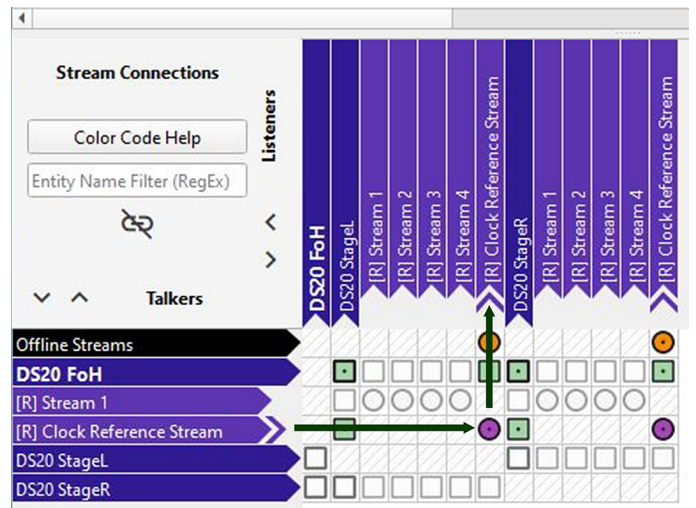 Stream Connections
Color Code Help
Entity Name Filter (RegEx)
Listeners
Talkers
DS20 FoH
DS20 StageL
[R] Stream 1
[R] Stream 2
[R] Stream 3
[R] Stream 4
[R] Clock Reference Stream
DS20 StageR
[R] Stream 1
[R] Stream 2
[R] Stream 3
[R] Stream 4
[R] Clock Reference Stream
Offline Streams
DS20 FoH
[R] Stream 1
[R] Clock Reference Stream
DS20 StageL
DS20 StageR